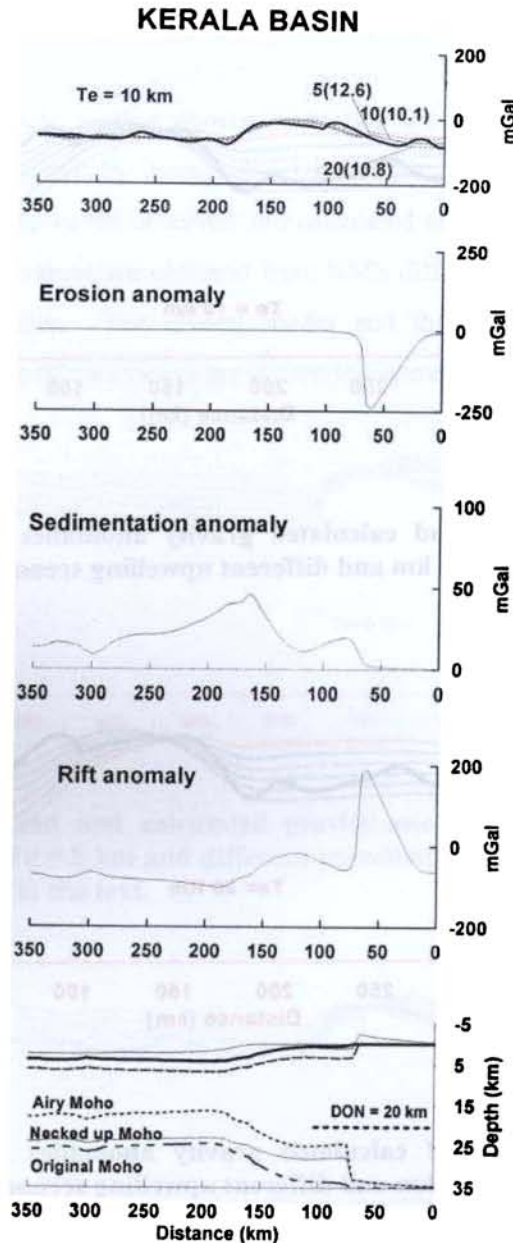 KERALA BASIN
200
Te = 10 km
5(12.6)
10(10.1)
0
mGal
20(10.8)
-200
350 300 250 200 150 100 50 0
250
Erosion anomaly
0
mGal
-250
350 300 250 200 150 100 50 0
100
Sedimentation anomaly
50
mGal
0
350 300 250 200 150 100 50 0
200
Rift anomaly
0
mGal
-200
350 300 250 200 150 100 50 0
-5
5
Airy Moho
15
DON = 20 km
Necked up Moho
25
Original Moho
35
Depth (km)
350 300 250 200 150 100 50 0
Distance (km)